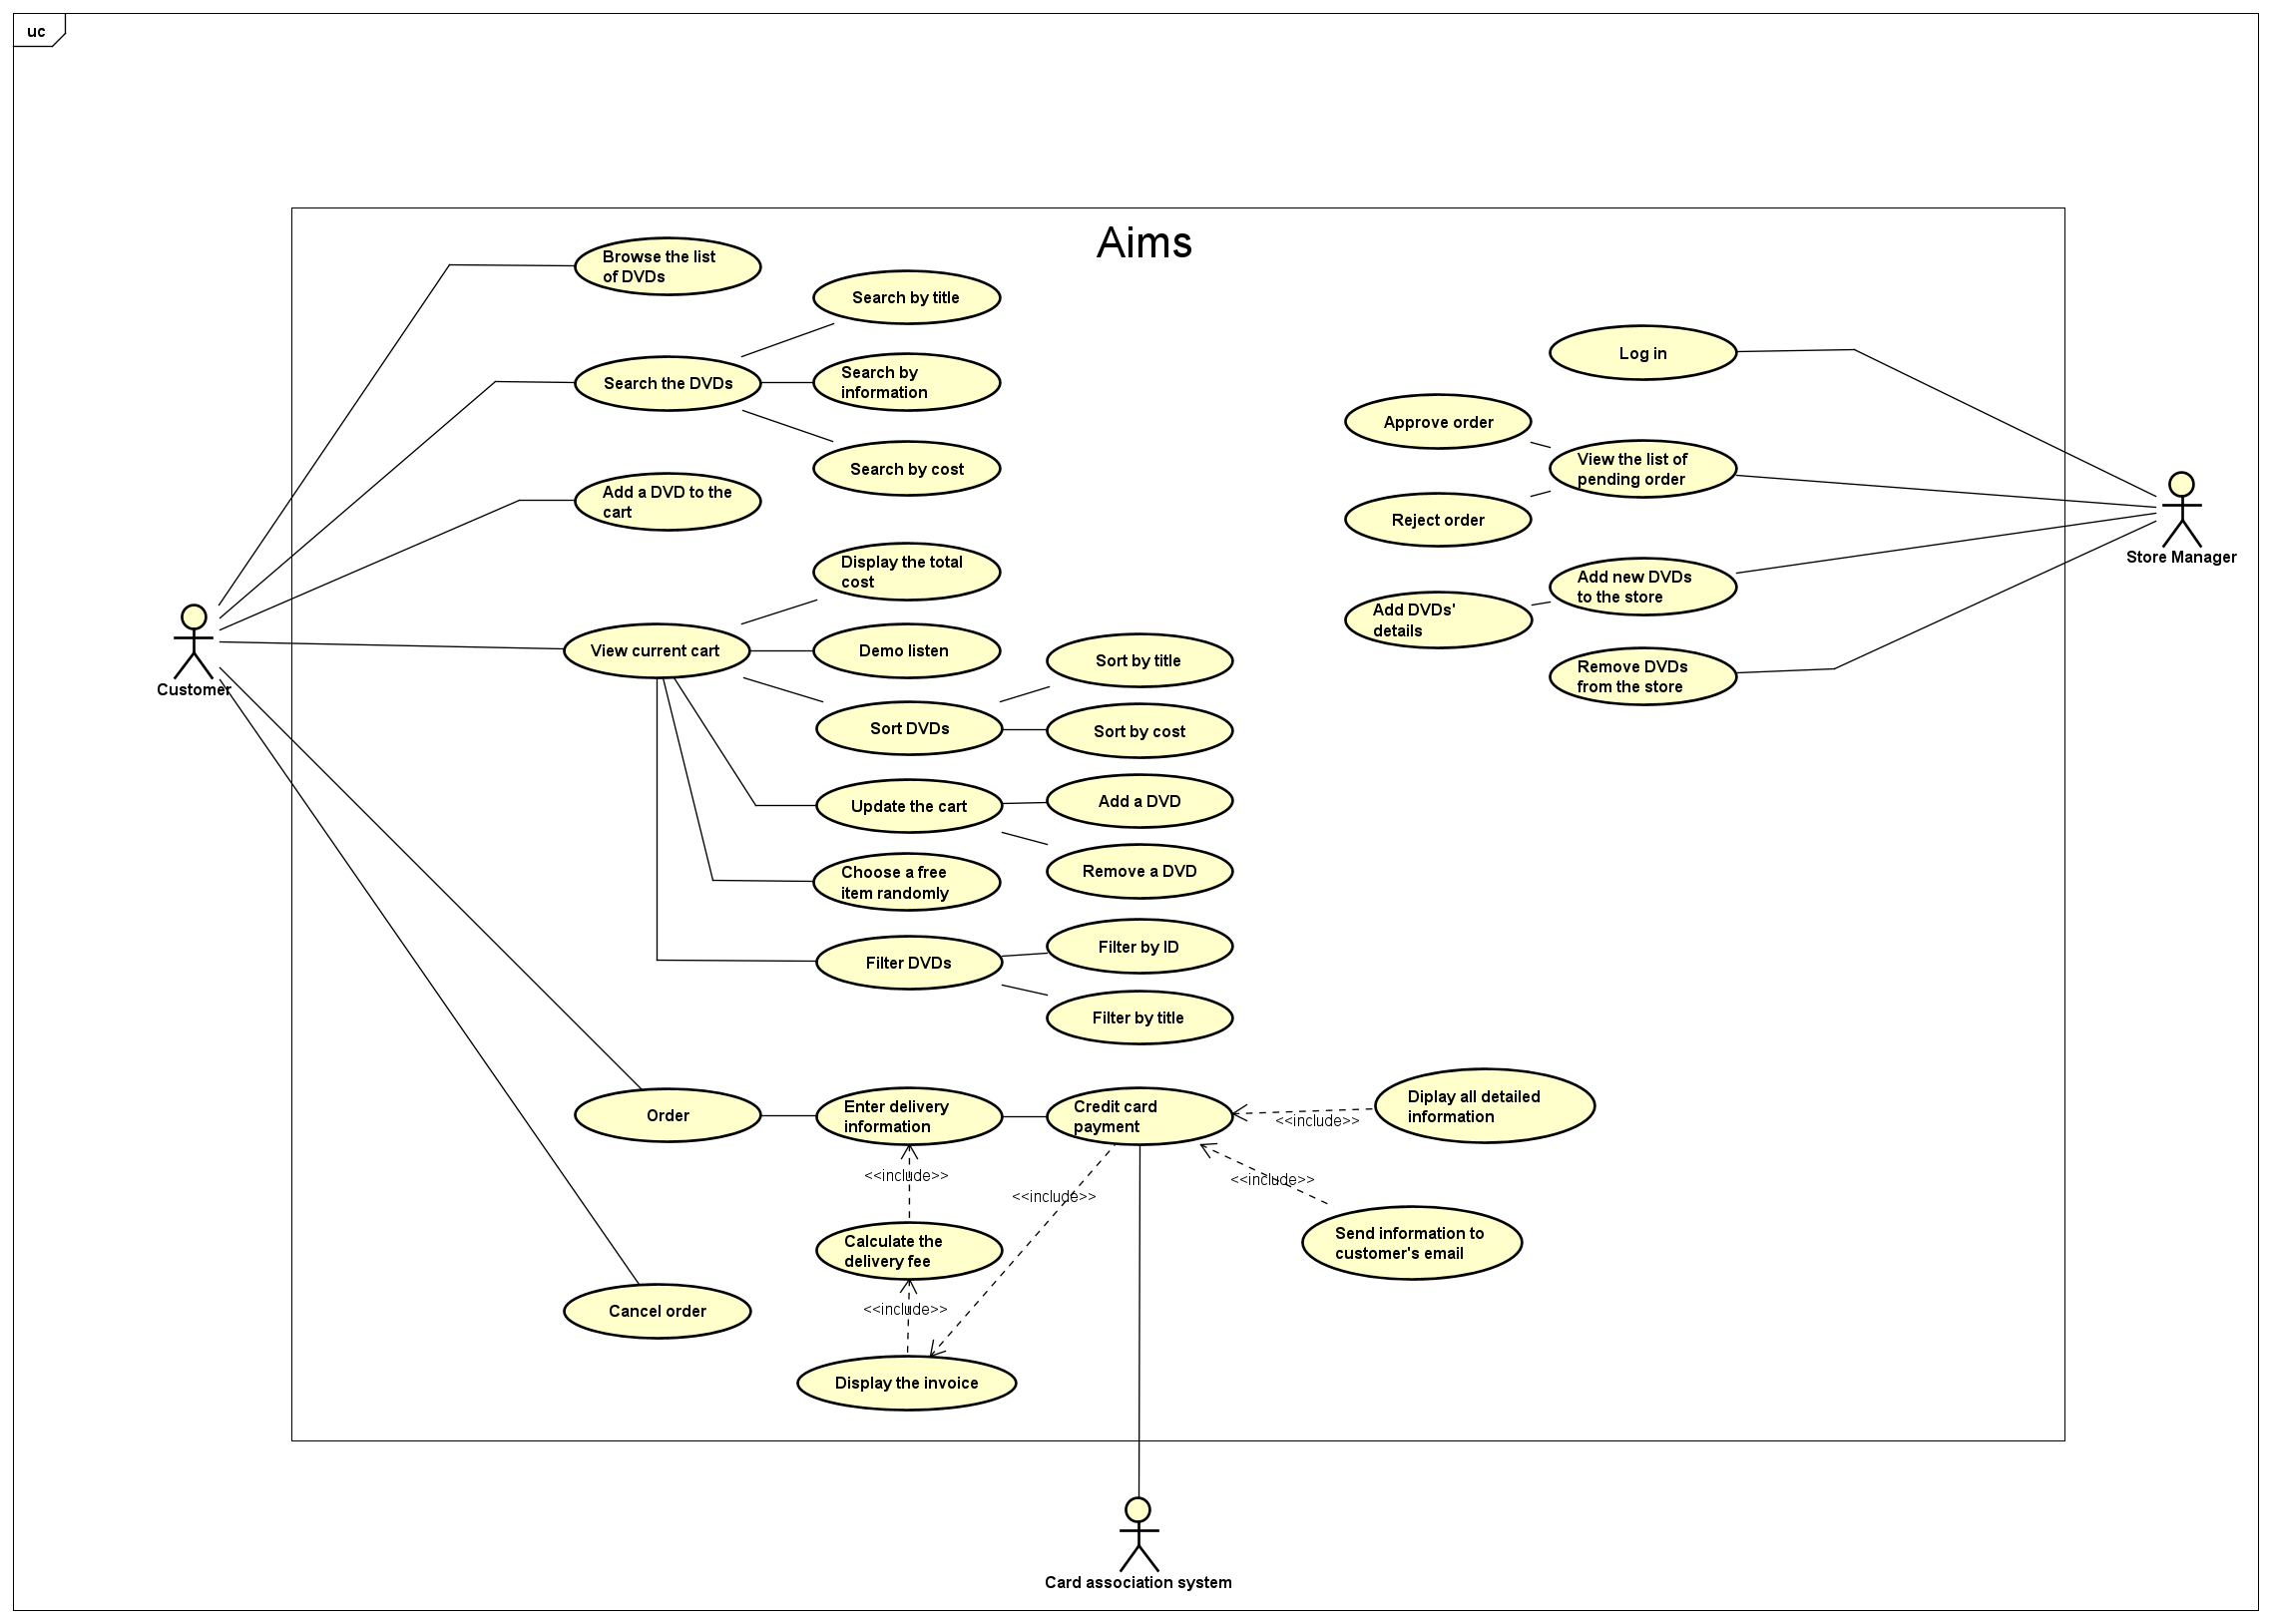 uc
Aims
Browse the list
of DVDs
Search by title
Search the DVDs
Search by
information
Search by cost
Add a DVD to the
cart
Display the total
cost
View current cart
Demo listen
Sort DVDs
Sort by title
Sort by cost
Update the cart
Add a DVD
Remove a DVD
Choose a free
item randomly
Filter DVDs
Filter by ID
Filter by title
Customer
Log in
Approve order
View the list of
pending order
Reject order
Add new DVDs
to the store
Add DVDs'
details
Remove DVDs
from the store
Store Manager
Order
Enter delivery
information
Credit card
payment
Diplay all detailed
information
<<include>>
<<include>>
<<include>>
<<include>>
Send information to
customer's email
Calculate the
delivery fee
<<include>>
Cancel order
Display the invoice
Card association system